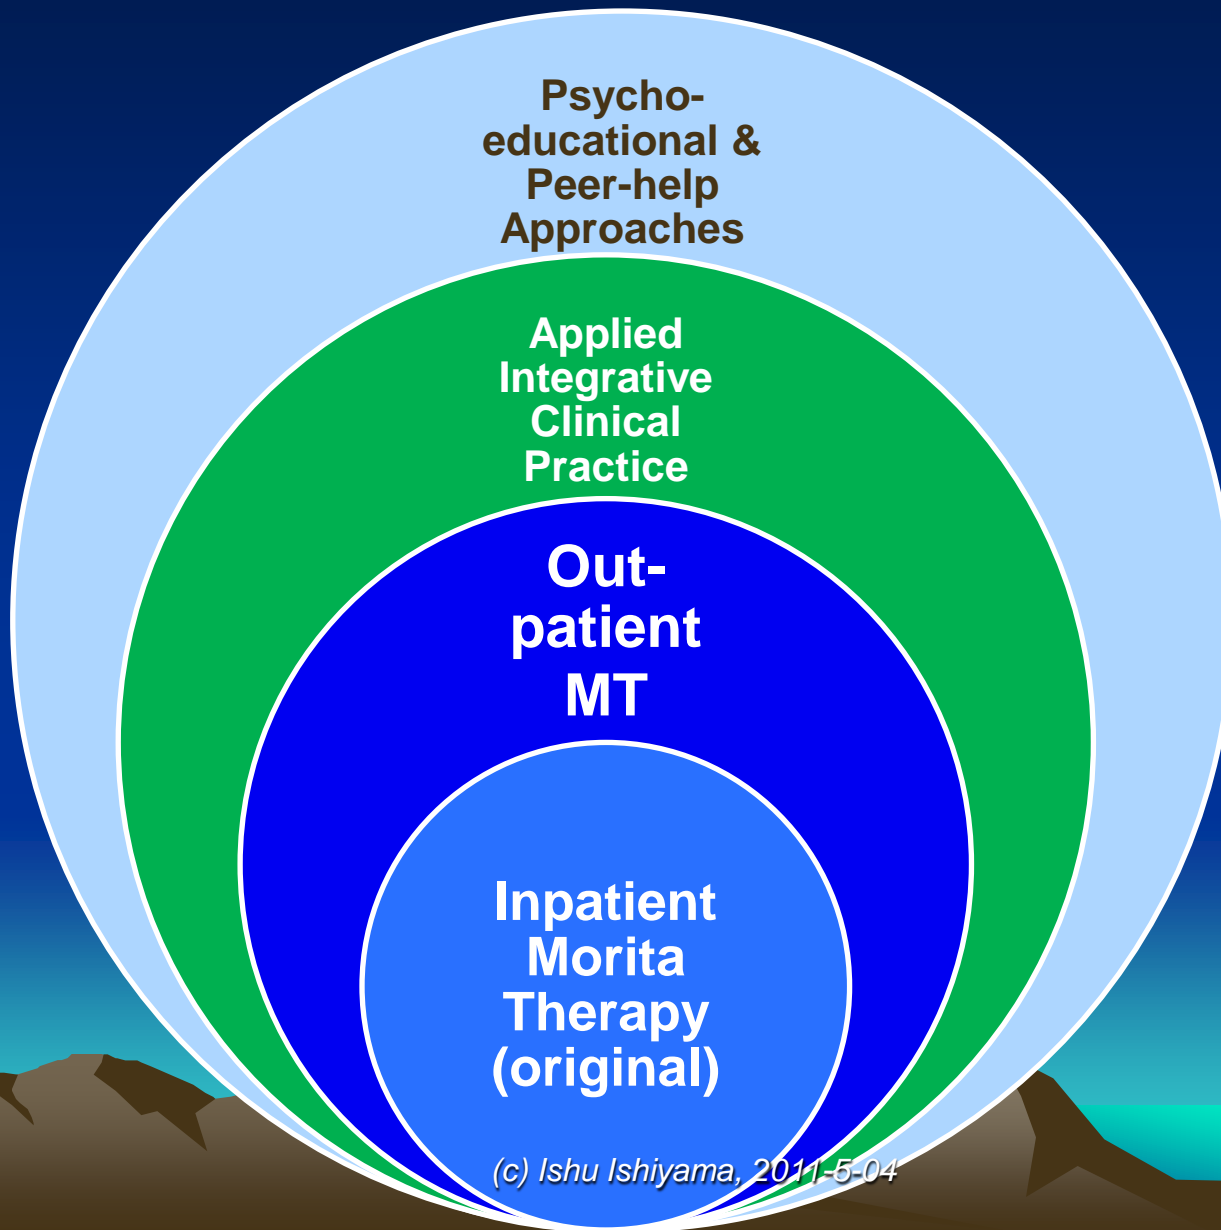 Psycho-
educational &
Peer-help
Approaches
Applied
Integrative
Clinical
Practice
Out-
patient
MT
Inpatient
Morita
Therapy
(original)
(c) Ishu Ishiyama, 2011-5-04